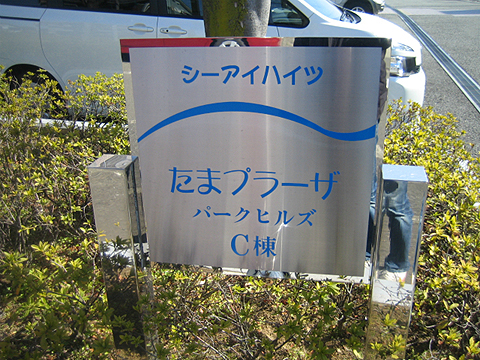 シーアイハイツ
たまプラーザ
パークヒルズ
C棟